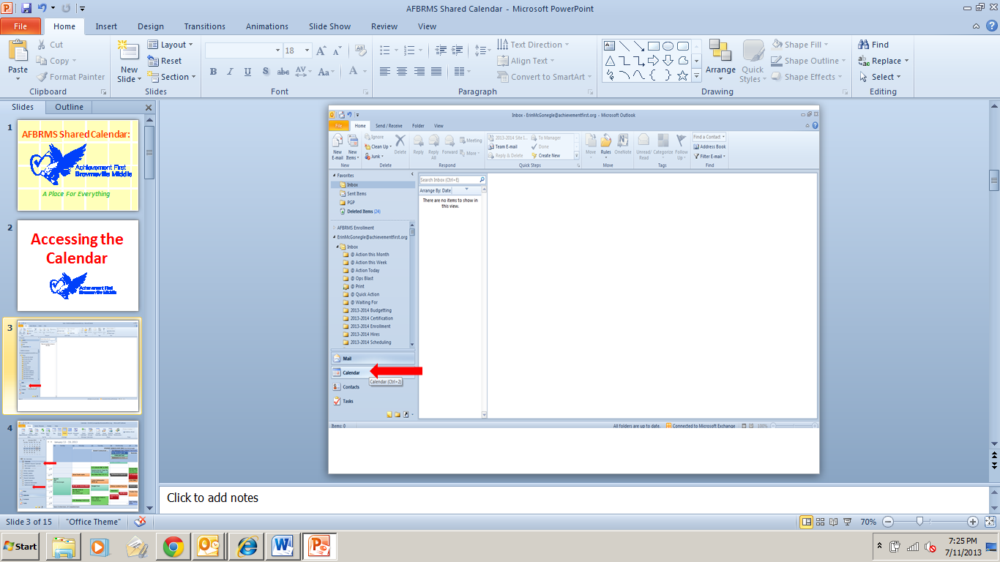 AFBRMS Shared Calendar - Microsoft PowerPoint
File Home Insert Design Transitions Animations Slide Show Review View
Paste
Cut
Copy
Format Painter
Clipboard
New Slide
Layout
Reset
Section
Slides
18
B I U S abc AV Aa A
Font
Text Direction
Align Text
Convert to SmartArt
Paragraph
Arrange
Quick Styles
Shape Fill
Shape Outline
Shape Effects
Drawing
Find
Replace
Select
Editing
Slides Outline
1
AFBRMS Shared Calendar:
Achievement First
Brownsville Middle
A Place For Everything
2
Accessing the
Calendar
Achievement First
Brownsville Middle
3
4
Inbox - ErinMcGonegle@achievementfirst.org - Microsoft Outlook
File Home Send / Receive Folder View
New E-mail
New Items
New
Ignore
Clean Up
Junk
Delete
Delete
Reply
Reply All
Forward
Meeting
More
Respond
2013-2014 Site I...
Team E-mail
Reply & Delete
To Manager
Done
Create New
Quick Steps
Move
Rules
OneNote
Move
Unread/ Read
Categorize
Follow Up
Tags
Find a Contact
Address Book
Filter E-mail
Find
Favorites
Inbox
Sent Items
PGP
Deleted Items (24)
AFBRMS Enrollment
ErinMcGonegle@achievementfirst.org
Inbox
@ Action this Month
@ Action this Week
@ Action Today
@ Ops Blast
@ Print
@ Quick Action
@ Waiting For
2013-2014 Budgetting
2013-2014 Certification
2013-2014 Enrollment
2013-2014 Hires
2013-2014 Scheduling
Mail
Calendar
Calendar (Ctrl+2)
Contacts
Tasks
Search Inbox (Ctrl+E)
Arrange By: Date
There are no items to show in
this view.
Items: 0
All folders are up to date.
Connected to Microsoft Exchange
100%
Click to add notes
Slide 3 of 15
"Office Theme"
70%
Start
7:25 PM
7/11/2013